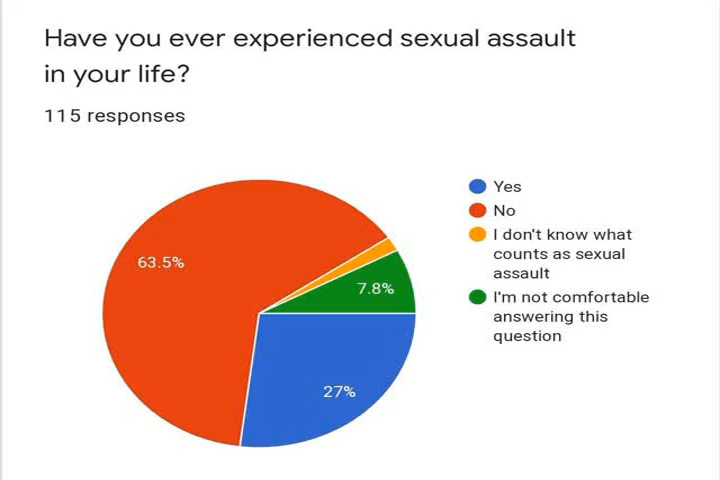 Have you ever experienced sexual assault
in your life?
115 responses
Yes
No
I don't know what
counts as sexual
assault
I'm not comfortable
answering this
question
63.5%
7.8%
27%